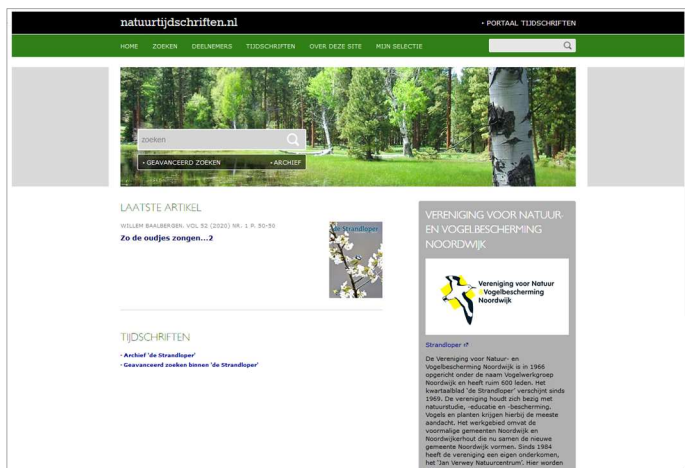 natuurtijdschriften.nl
• PORTAAL TIJDSCHRIFTEN
HOME ZOEKEN DEELNEMERS TIJDSCHRIFTEN OVER DEZE SITE MIJN SELECTIE
zoeken
• GEAVANCEERD ZOEKEN • ARCHIEF
LAATSTE ARTIKEL
WILLEM BAALBERGEN. VOL 52 (2020) NR. 1 P. 50-50
Zo de oudjes zongen...2
de Strandloper
TIJDSCHRIFTEN
• Archief 'de Strandloper'
• Geavanceerd zoeken binnen 'de Strandloper'
VERENIGING VOOR NATUUR-
EN VOGELBESCHERMING
NOORDWIJK
Vereniging voor Natuur
& Vogelbescherming
Noordwijk
Strandloper
De Vereniging voor Natuur- en
Vogelbescherming Noordwijk is in 1966
opgericht onder de naam Vogelwerkgroep
Noordwijk en heeft ruim 600 leden. Het
kwartaalblad 'de Strandloper' verschijnt sinds
1969. De vereniging houdt zich bezig met
natuurstudie, -educatie en -bescherming.
Vogels en planten krijgen hierbij de meeste
aandacht. Het werkgebied omvat de
voormalige gemeenten Noordwijk en
Noordwijkerhout die nu samen de nieuwe
gemeente Noordwijk vormen. Sinds 1984
heeft de vereniging een eigen onderkomen,
het 'Jan Verwey Natuurcentrum'. Hier worden